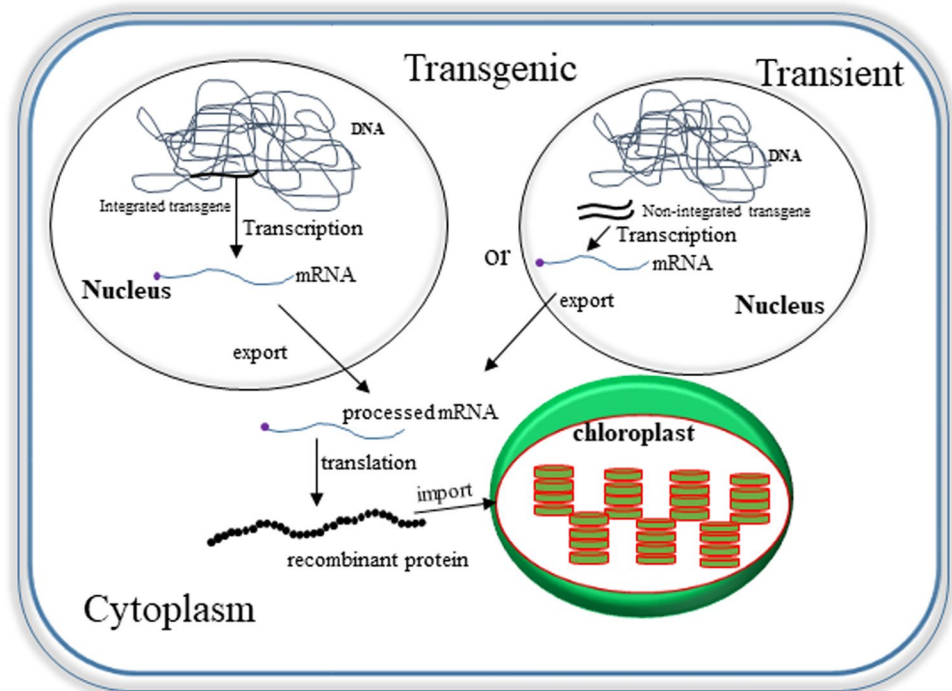 Transgenic
Transient
DNA
DNA
Integrated transgene
Non-integrated transgene
Transcription
Transcription
or
mRNA
mRNA
Nucleus
Nucleus
export
export
processed mRNA
chloroplast
translation
import
recombinant protein
Cytoplasm